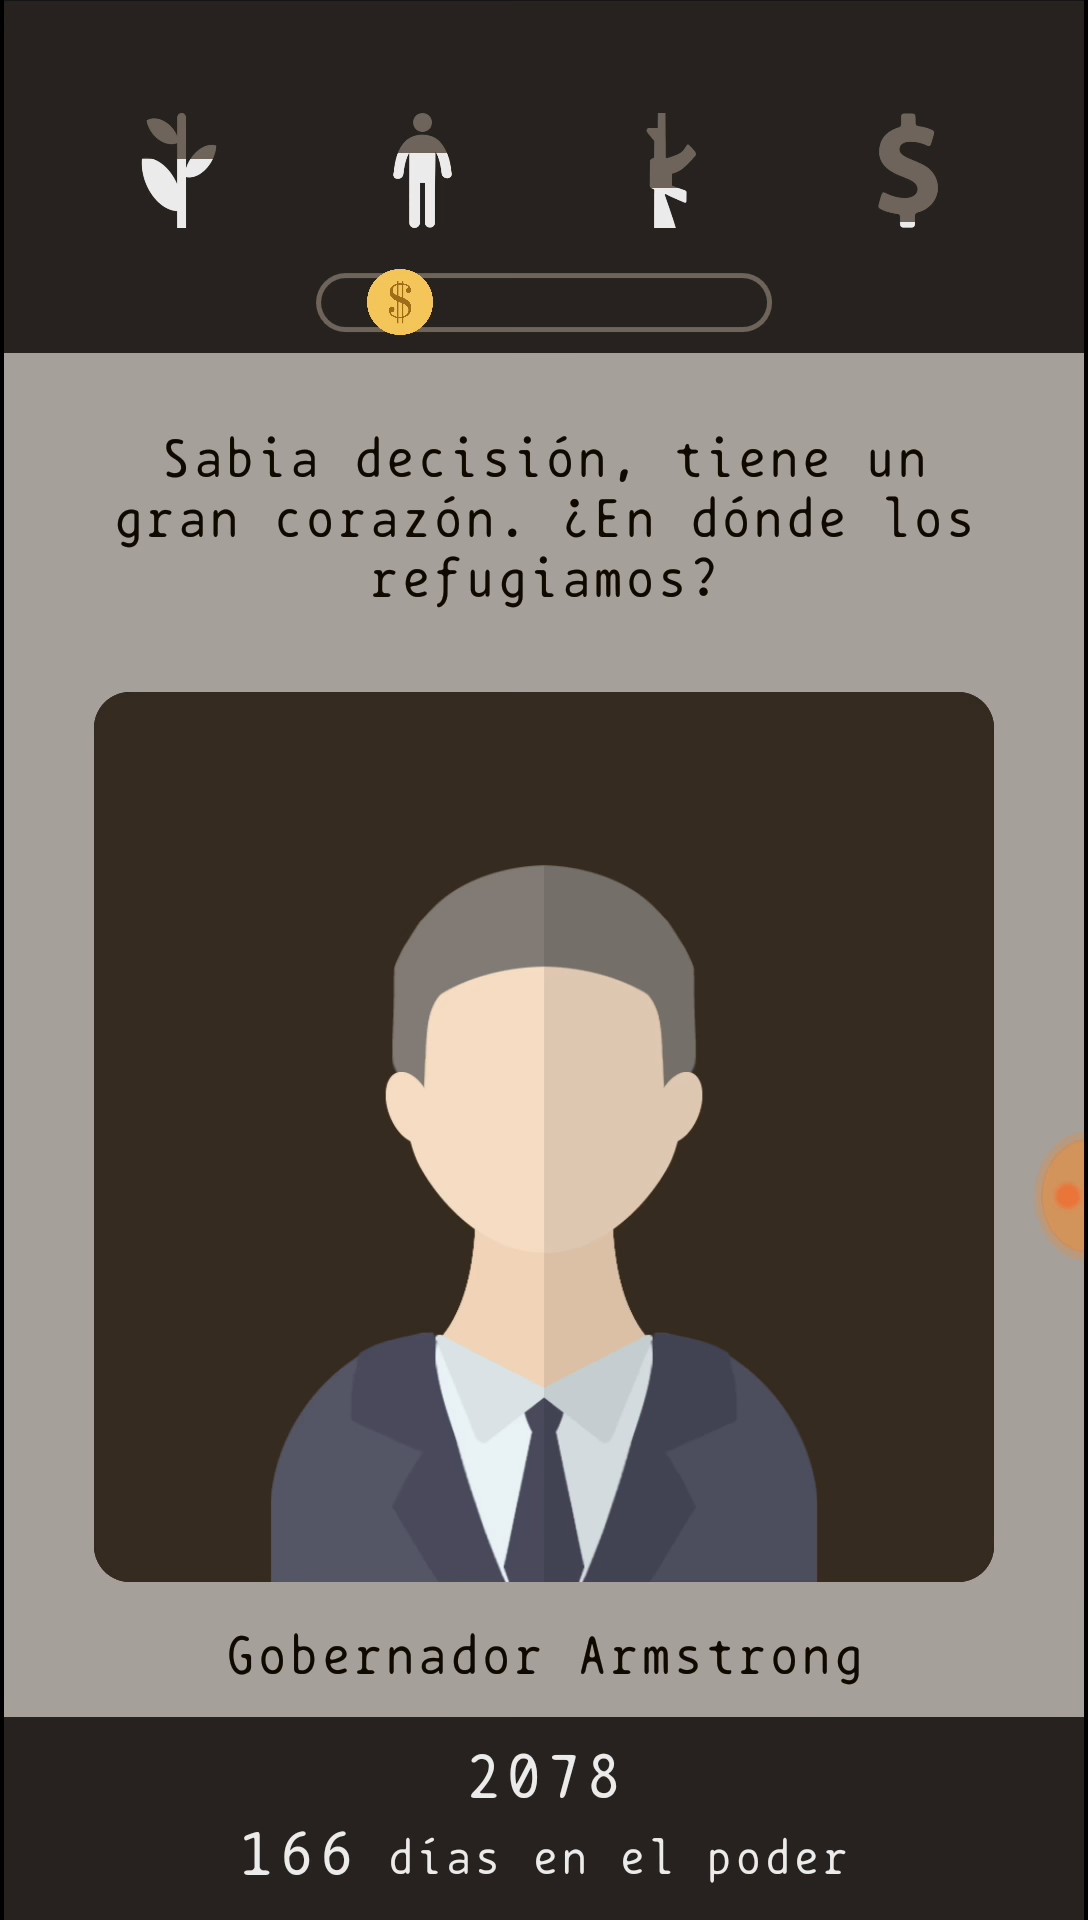 $
Sabia decisión, tiene un
gran corazón. ¿En dónde los
refugiamos?
Gobernador Armstrong
2078
166 días en el poder